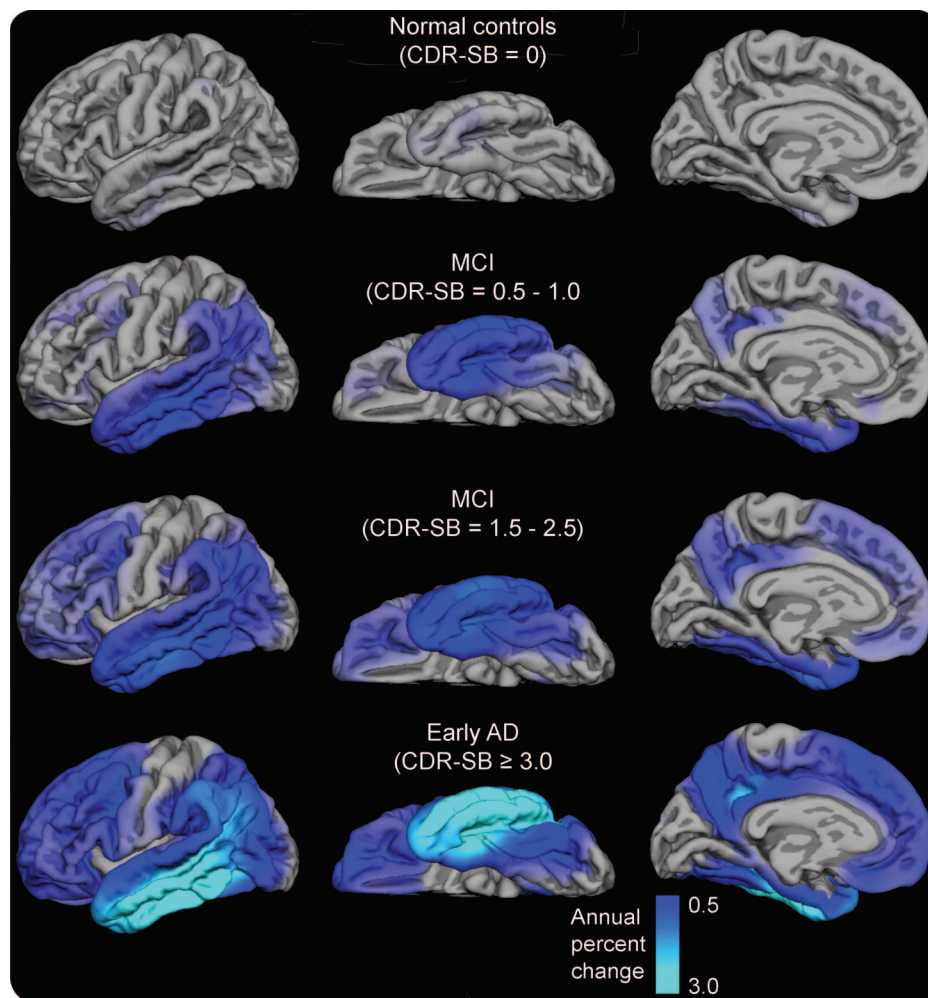 Normal controls
(CDR-SB = 0)
MCI
(CDR-SB = 0.5 - 1.0
MCI
(CDR-SB = 1.5 - 2.5)
Early AD
(CDR-SB ≥ 3.0
Annual
percent
change
0.5
3.0